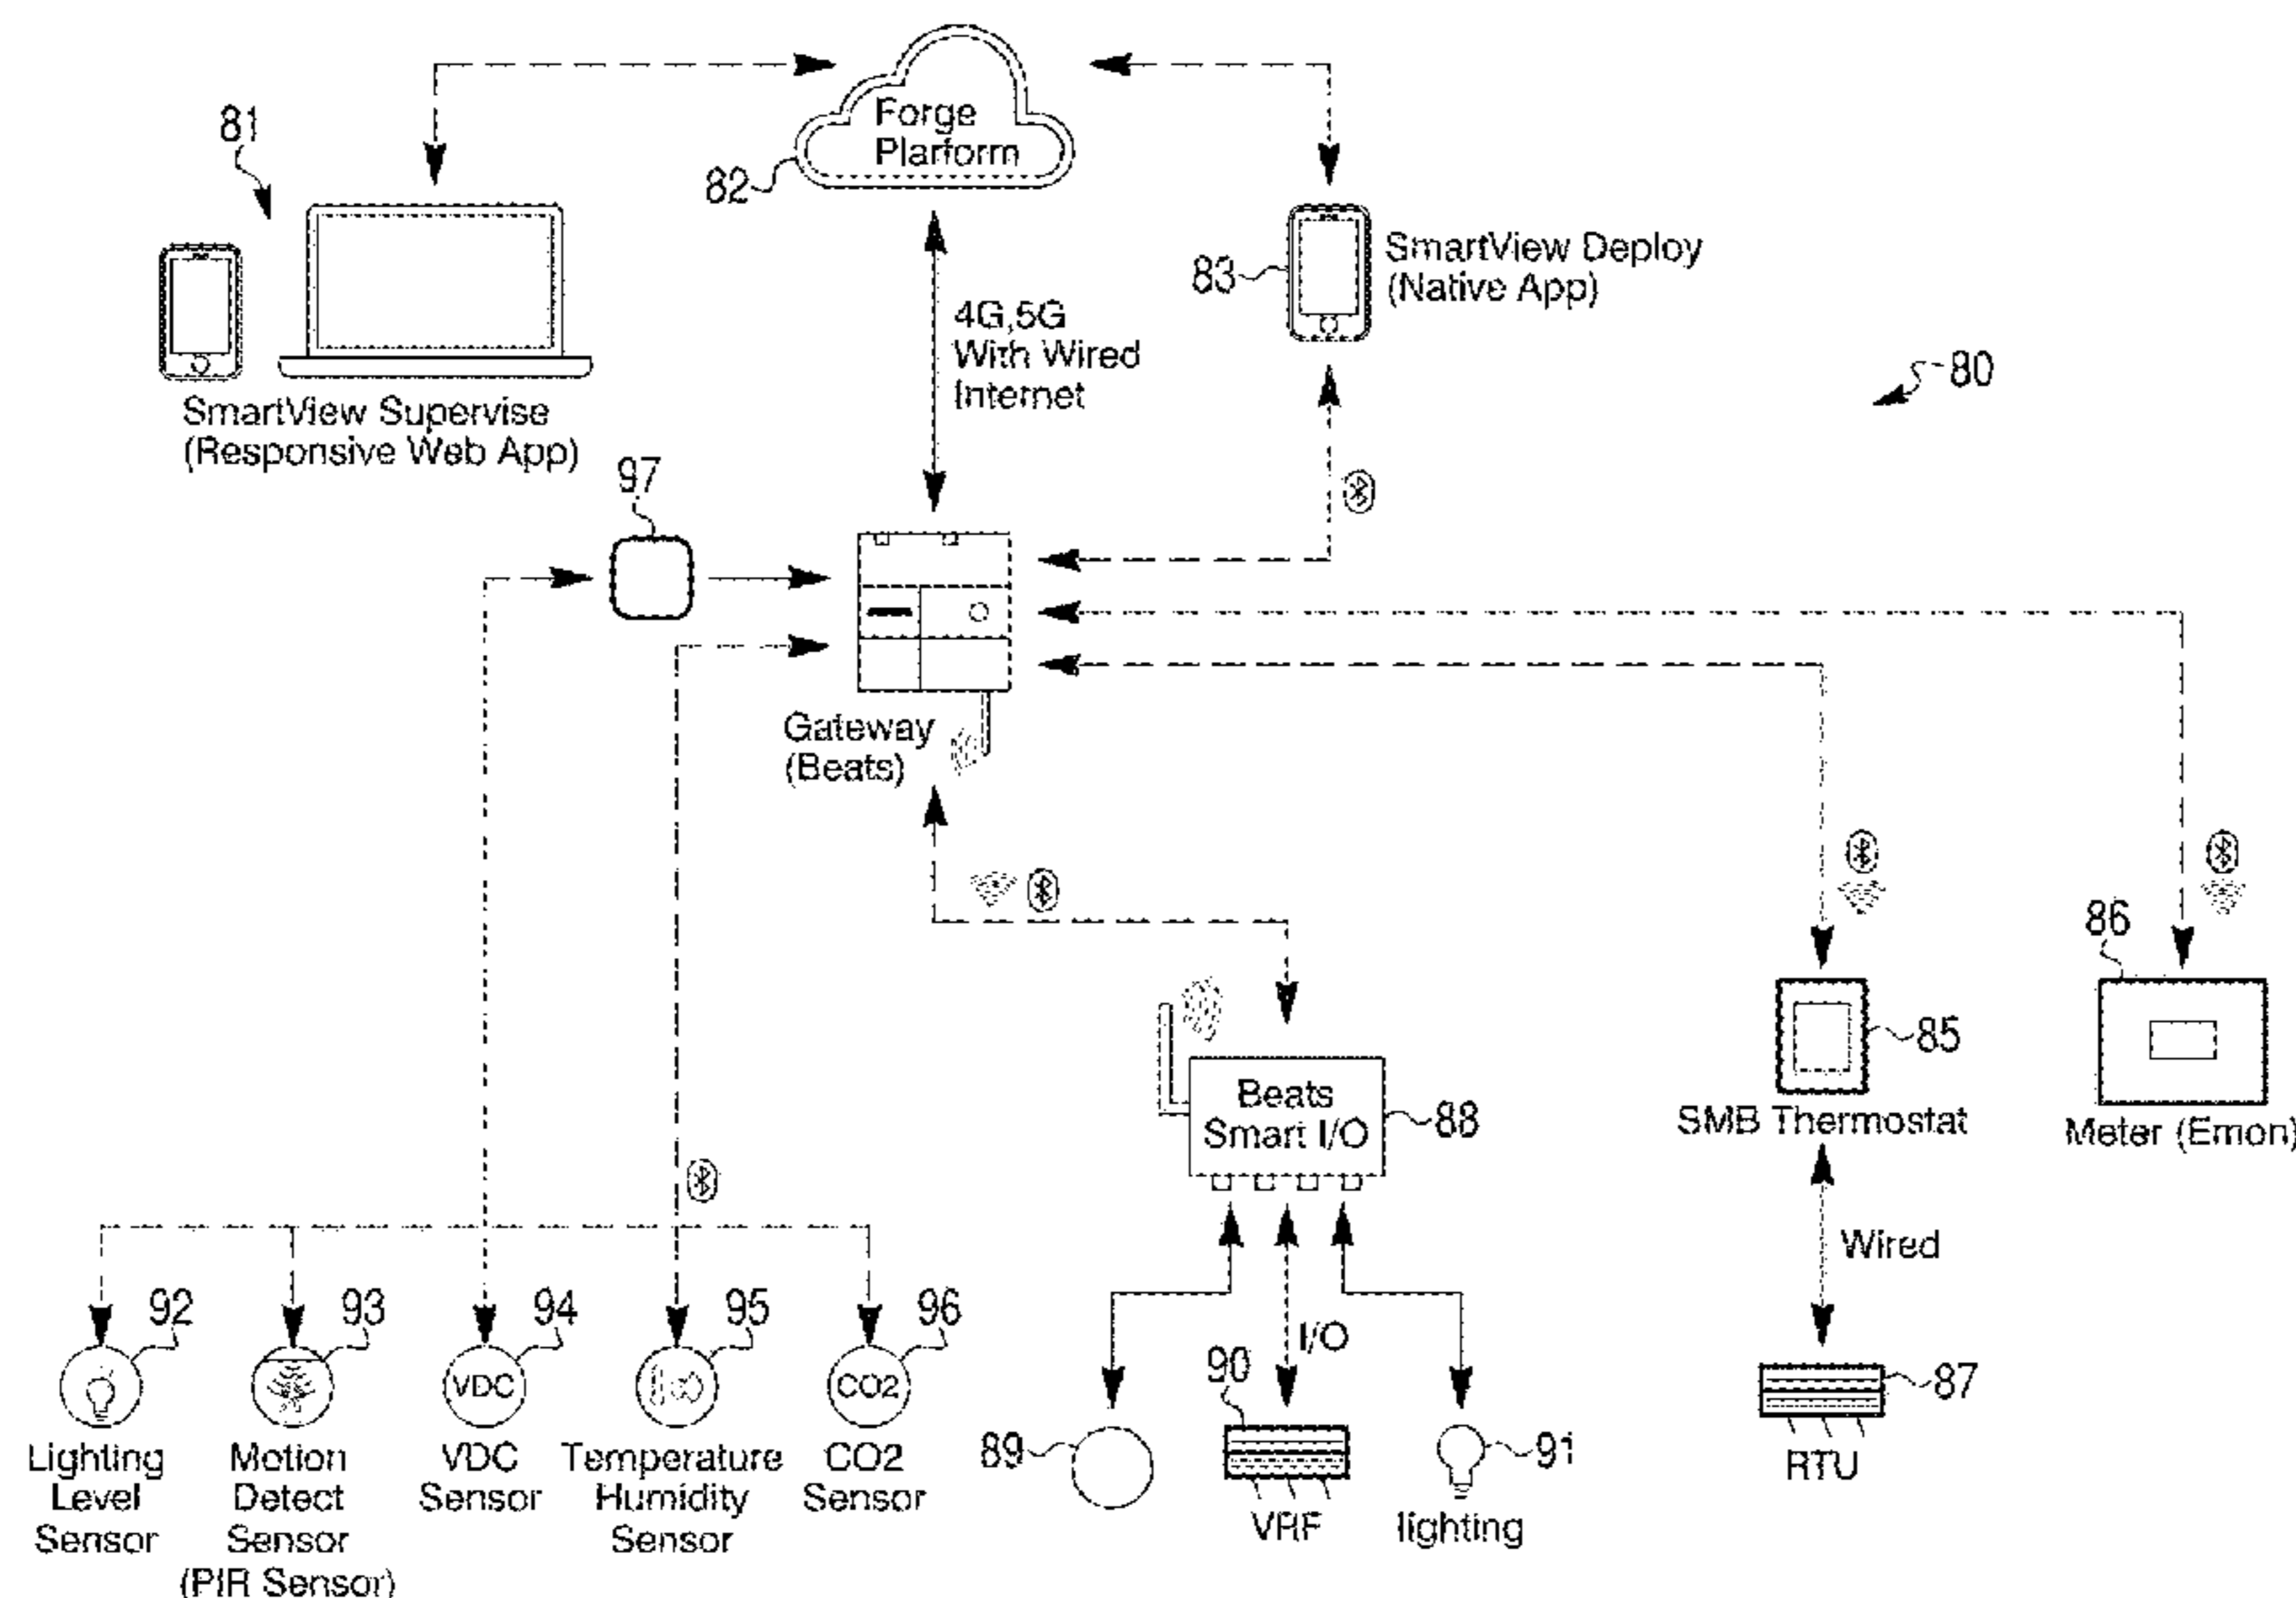 Forge
Plarform
81
82
83
SmartView Deploy
(Native App)
4G,5G
With Wired
Internet
80
SmartView Supervise
(Responsive Web App)
97
Gateway
(Beats)
86
85
Beats
Smart I/O
88
SMB Thermostat
Meter (Emon)
Wired
92
93
94
95
96
I/O
90
87
VDC
CO2
89
91
Lighting
Level
Sensor
Motion
Detect
Sensor
(PIR Sensor)
VDC
Sensor
Temperature
Humidity
Sensor
CO2
Sensor
VRF
lighting
RTU